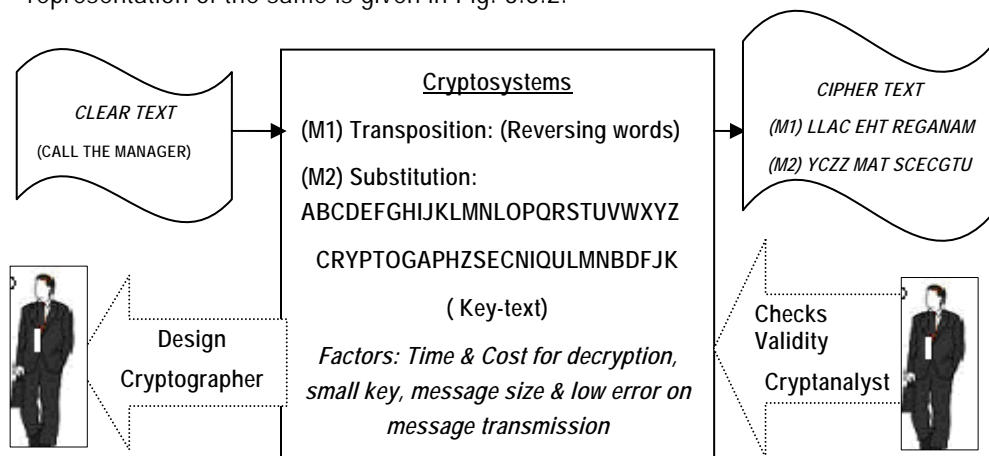 representation of the same is given in Fig. 5.3.2.
CLEAR TEXT
(CALL THE MANAGER)
Cryptosystems
(M1) Transposition: (Reversing words)
(M2) Substitution:
ABCDEFGHIJKLMNLOPQRSTUVWXYZ
CRYPTOGAPHZSECNIQULMNBDFJK
( Key-text)
Factors: Time & Cost for decryption,
small key, message size & low error on
message transmission
CIPHER TEXT
(M1) LLAC EHT REGANAM
(M2) YCZZ MAT SCECGTU
Design
Cryptographer
Checks
Validity
Cryptanalyst